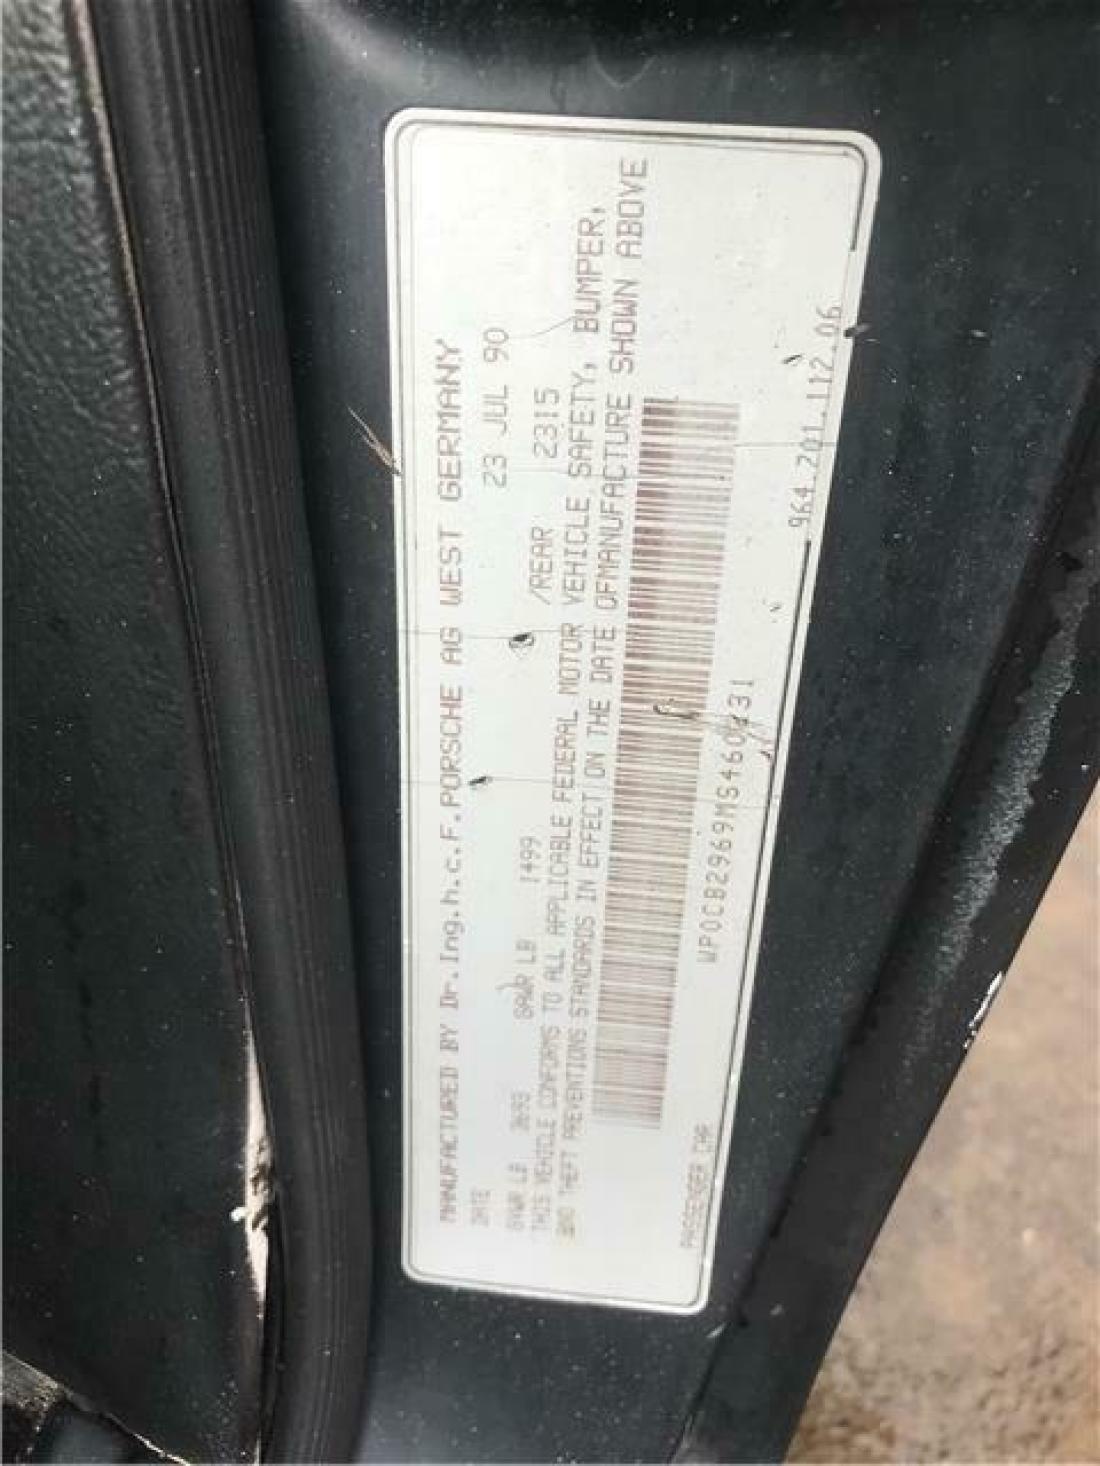 MANUFACTURED BY Dr.Ing.h.c.F.PORSCHE AG WEST GERMANY
DATE 23 JUL 90
GVWR LB 3693 GAWR LB 1499 /REAR 2315
THIS VEHICLE CONFORMS TO ALL APPLICABLE FEDERAL MOTOR VEHICLE SAFETY, BUMPER,
AND THEFT PREVENTIONS STANDARDS IN EFFECT ON THE DATE OFMANUFACTURE SHOWN ABOVE
PASSENGER CAR
964.201.112.06